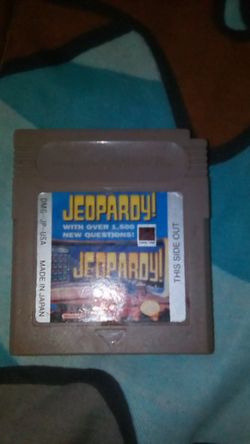 JEOPARDY!
WITH OVER 1,500
NEW QUESTIONS!
JEOPARDY!
DMG-JP-USA
MADE IN JAPAN
THIS SIDE OUT